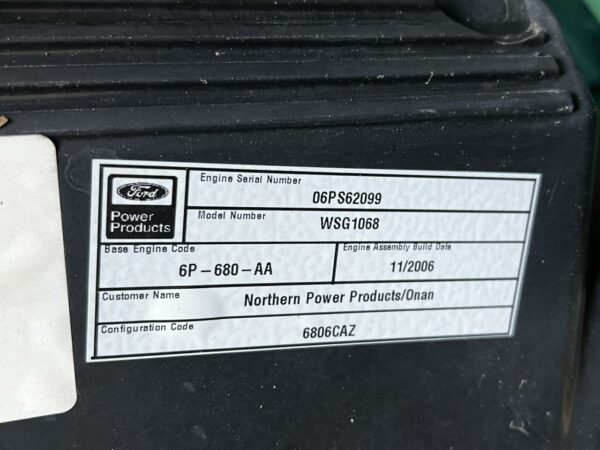 Ford
Power
Products
Engine Serial Number
06PS62099
Model Number
WSG1068
Base Engine Code
6P-680-AA
Engine Assembly Build Date
11/2006
Customer Name
Northern Power Products/Onan
Configuration Code
6806CAZ